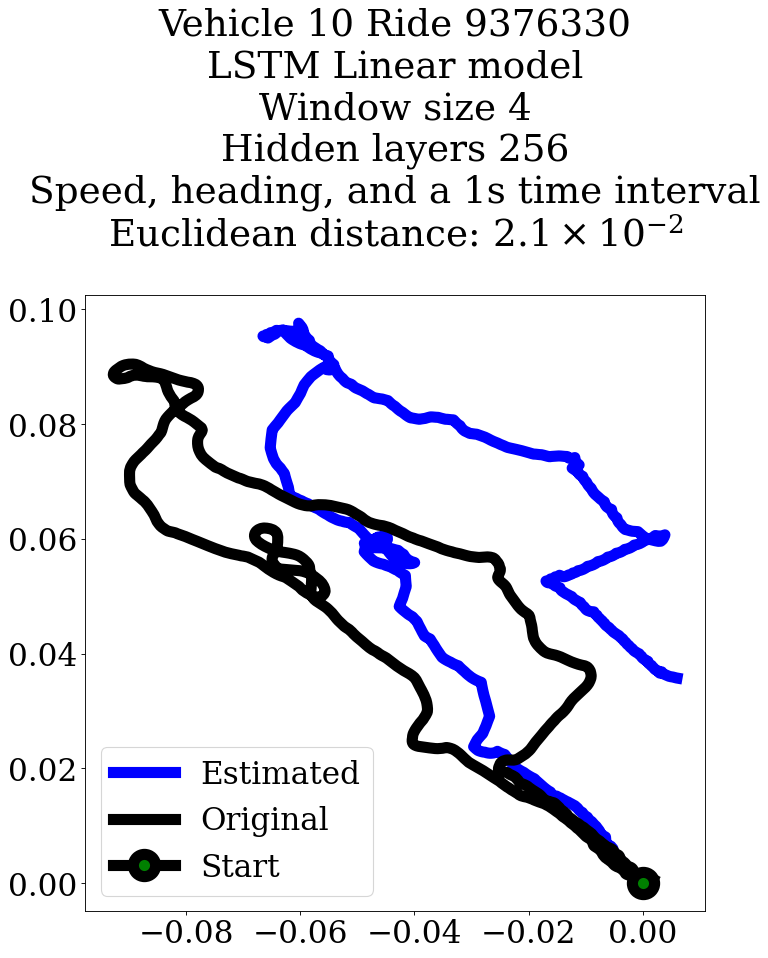 Vehicle 10 Ride 9376330
LSTM Linear model
Window size 4
Hidden layers 256
Speed, heading, and a 1s time interval
Euclidean distance: 2.1 × 10⁻²
0.10
0.08
0.06
0.04
0.02
0.00
Estimated
Original
Start
−0.08 −0.06 −0.04 −0.02 0.00